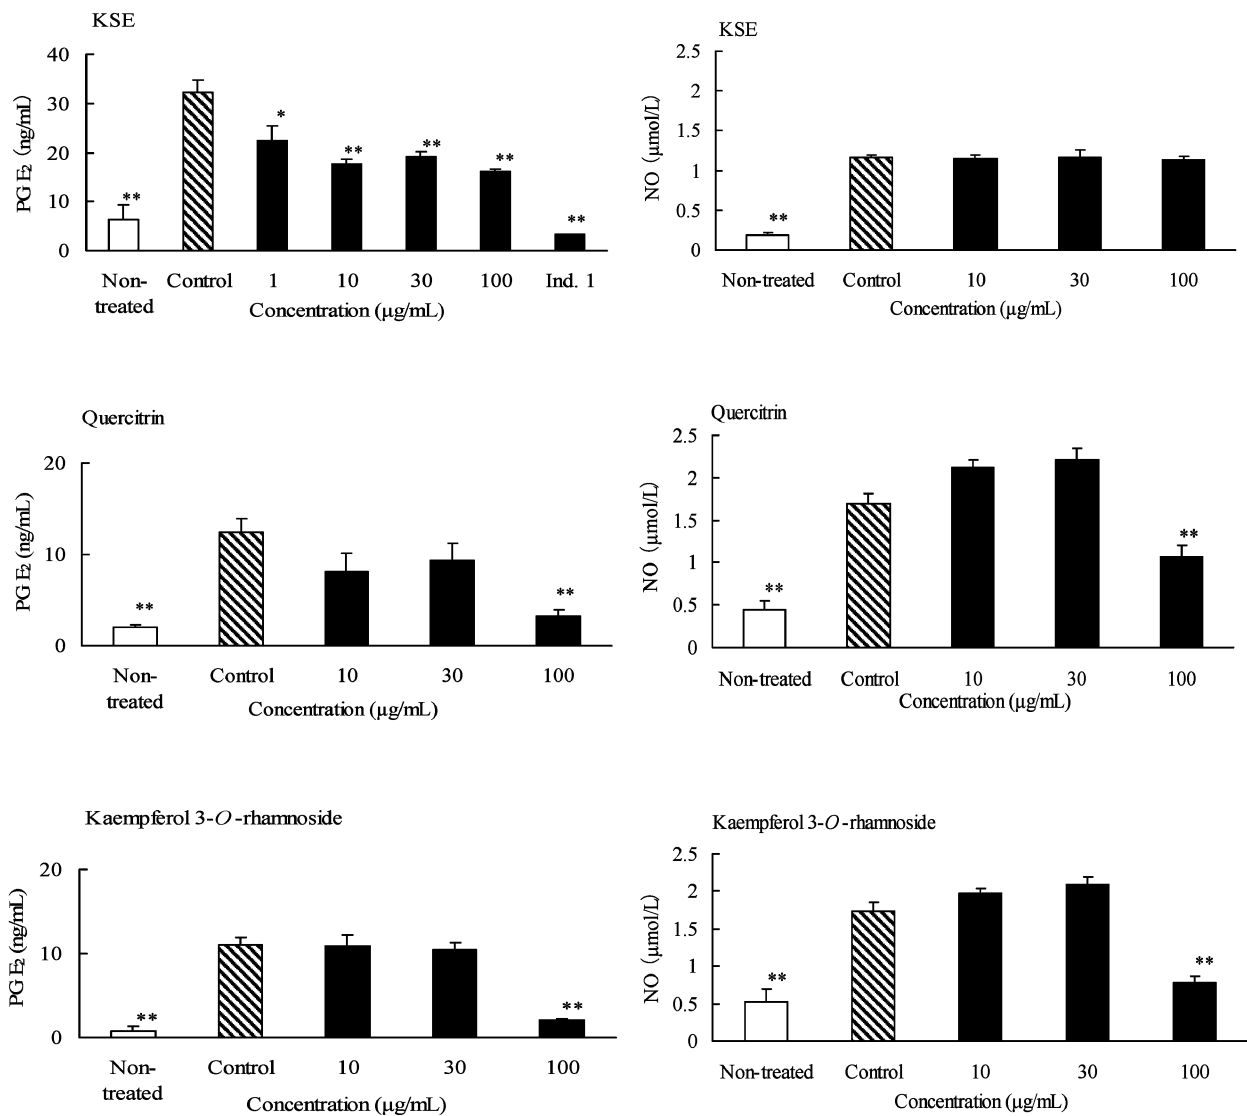 KSE
PG E₂ (ng/mL)
40
30
20
10
0
**
*
**
**
**
**
Non-treated Control 1 10 30 100 Ind. 1
Concentration (μg/mL)
KSE
NO (μmol/L)
2.5
2
1.5
1
0.5
0
**
Non-treated Control 10 30 100
Concentration (μg/mL)
Quercitrin
PG E₂ (ng/mL)
20
10
0
**
**
Non-treated Control 10 30 100
Concentration (μg/mL)
Quercitrin
NO (μmol/L)
2.5
2
1.5
1
0.5
0
**
**
Non-treated Control 10 30 100
Concentration (μg/mL)
Kaempferol 3-O-rhamnoside
PG E₂ (ng/mL)
20
10
0
**
**
Non-treated Control 10 30 100
Concentration (μg/mL)
Kaempferol 3-O-rhamnoside
NO (μmol/L)
2.5
2
1.5
1
0.5
0
**
**
Non-treated Control 10 30 100
Concentration (μg/mL)